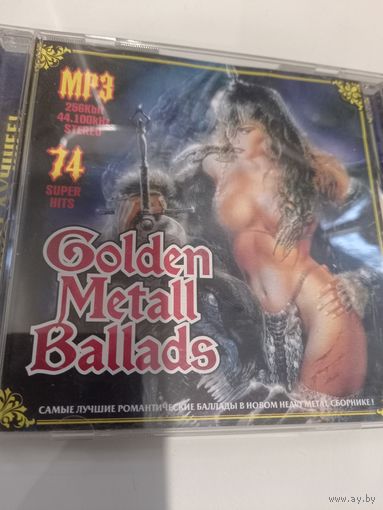 MP3
256Kbit
44.100kHz
STEREO
74
SUPER
HITS
Golden
Metall
Ballads
САМЫЕ ЛУЧШИЕ РОМАНТИЧЕСКИЕ БАЛЛАДЫ В НОВОМ HEAVY METAL СБОРНИКЕ!
www.ay.by